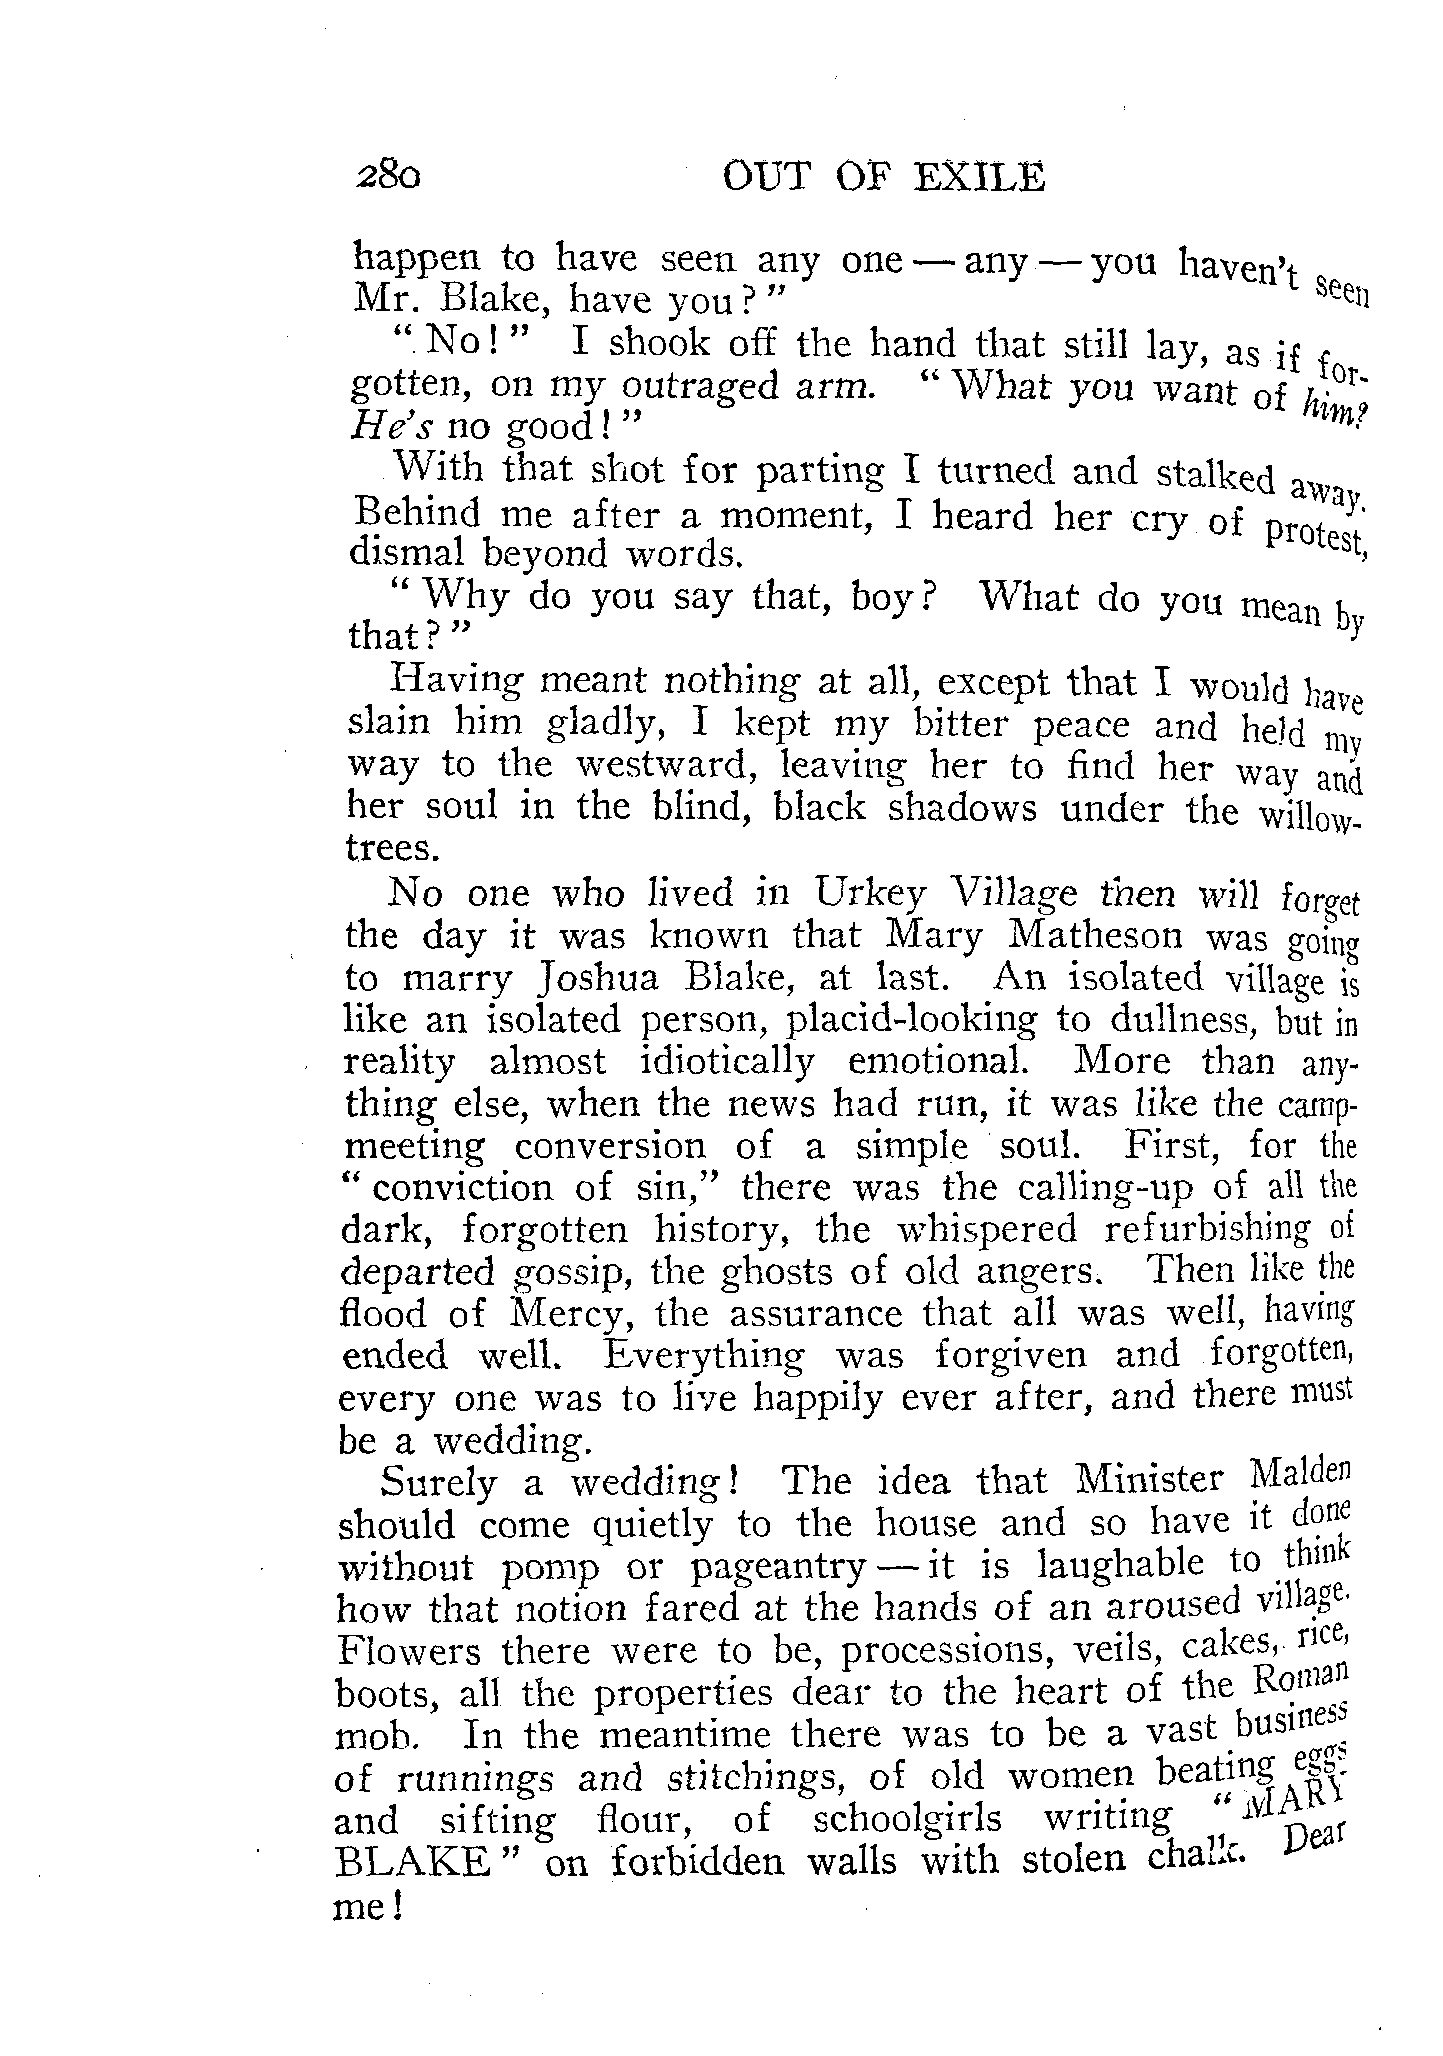 280 OUT OF EXILE
happen to have seen any one — any — you haven't seen
Mr. Blake, have you?"
"No!" I shook off the hand that still lay, as if for-
gotten, on my outraged arm. "What you want of him?
He's no good!"
With that shot for parting I turned and stalked away.
Behind me after a moment, I heard her cry of protest,
dismal beyond words.
"Why do you say that, boy? What do you mean by
that?"
Having meant nothing at all, except that I would have
slain him gladly, I kept my bitter peace and held my
way to the westward, leaving her to find her way and
her soul in the blind, black shadows under the willow-
trees.
No one who lived in Urkey Village then will forget
the day it was known that Mary Matheson was going
to marry Joshua Blake, at last. An isolated village is
like an isolated person, placid-looking to dullness, but in
reality almost idiotically emotional. More than any-
thing else, when the news had run, it was like the camp-
meeting conversion of a simple soul. First, for the
"conviction of sin," there was the calling-up of all the
dark, forgotten history, the whispered refurbishing of
departed gossip, the ghosts of old angers. Then like the
flood of Mercy, the assurance that all was well, having
ended well. Everything was forgiven and forgotten,
every one was to live happily ever after, and there must
be a wedding.
Surely a wedding! The idea that Minister Malden
should come quietly to the house and so have it done
without pomp or pageantry — it is laughable to think
how that notion fared at the hands of an aroused village.
Flowers there were to be, processions, veils, cakes, rice,
boots, all the properties dear to the heart of the Roman
mob. In the meantime there was to be a vast business
of runnings and stitchings, of old women beating eggs
and sifting flour, of schoolgirls writing "MARY
BLAKE" on forbidden walls with stolen chalk. Dear
me!